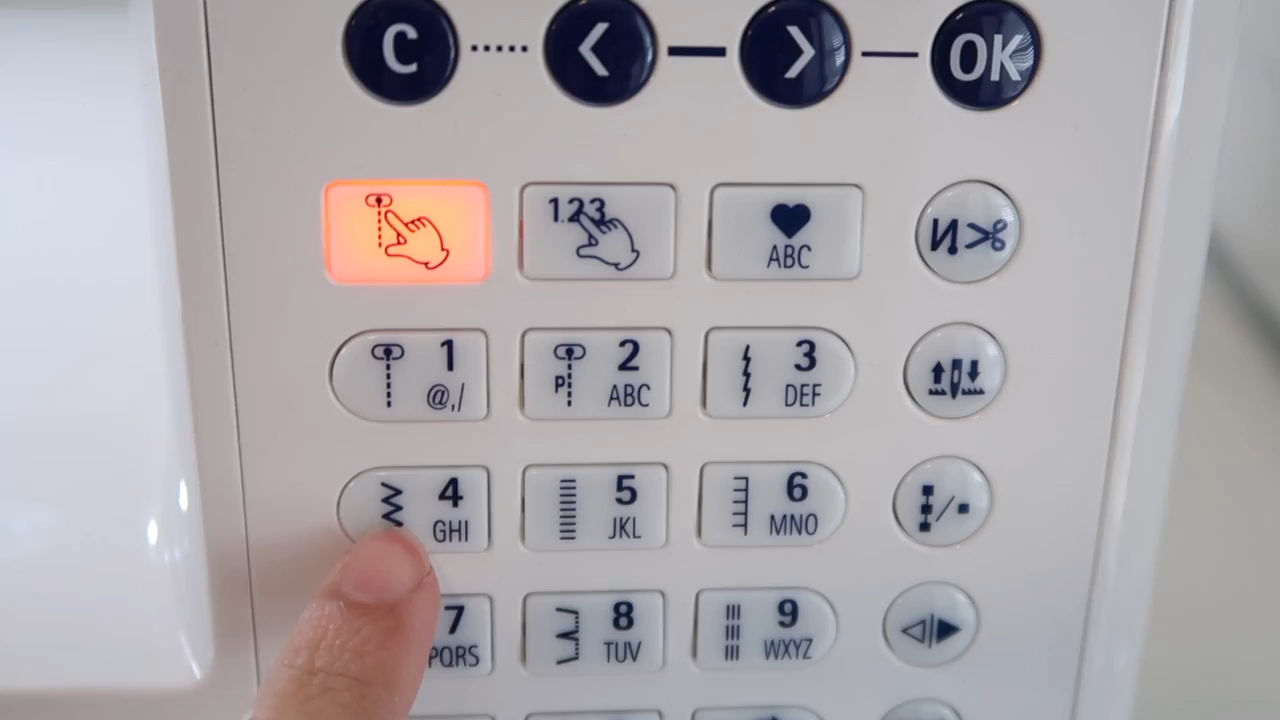 C
OK
123
ABC
1
@,/
2
P
ABC
3
DEF
4
GHI
5
JKL
6
MNO
7
PQRS
8
TUV
9
WXYZ